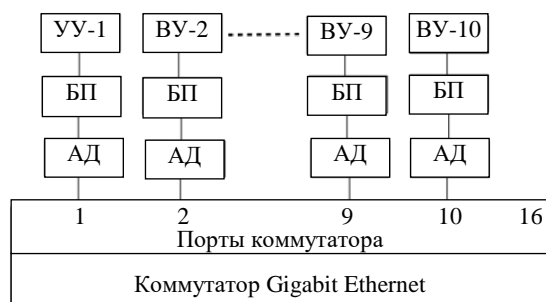 УУ-1 ВУ-2 ВУ-9 ВУ-10
БП БП БП БП
АД АД АД АД
1 2 9 10 16
Порты коммутатора
Коммутатор Gigabit Ethernet